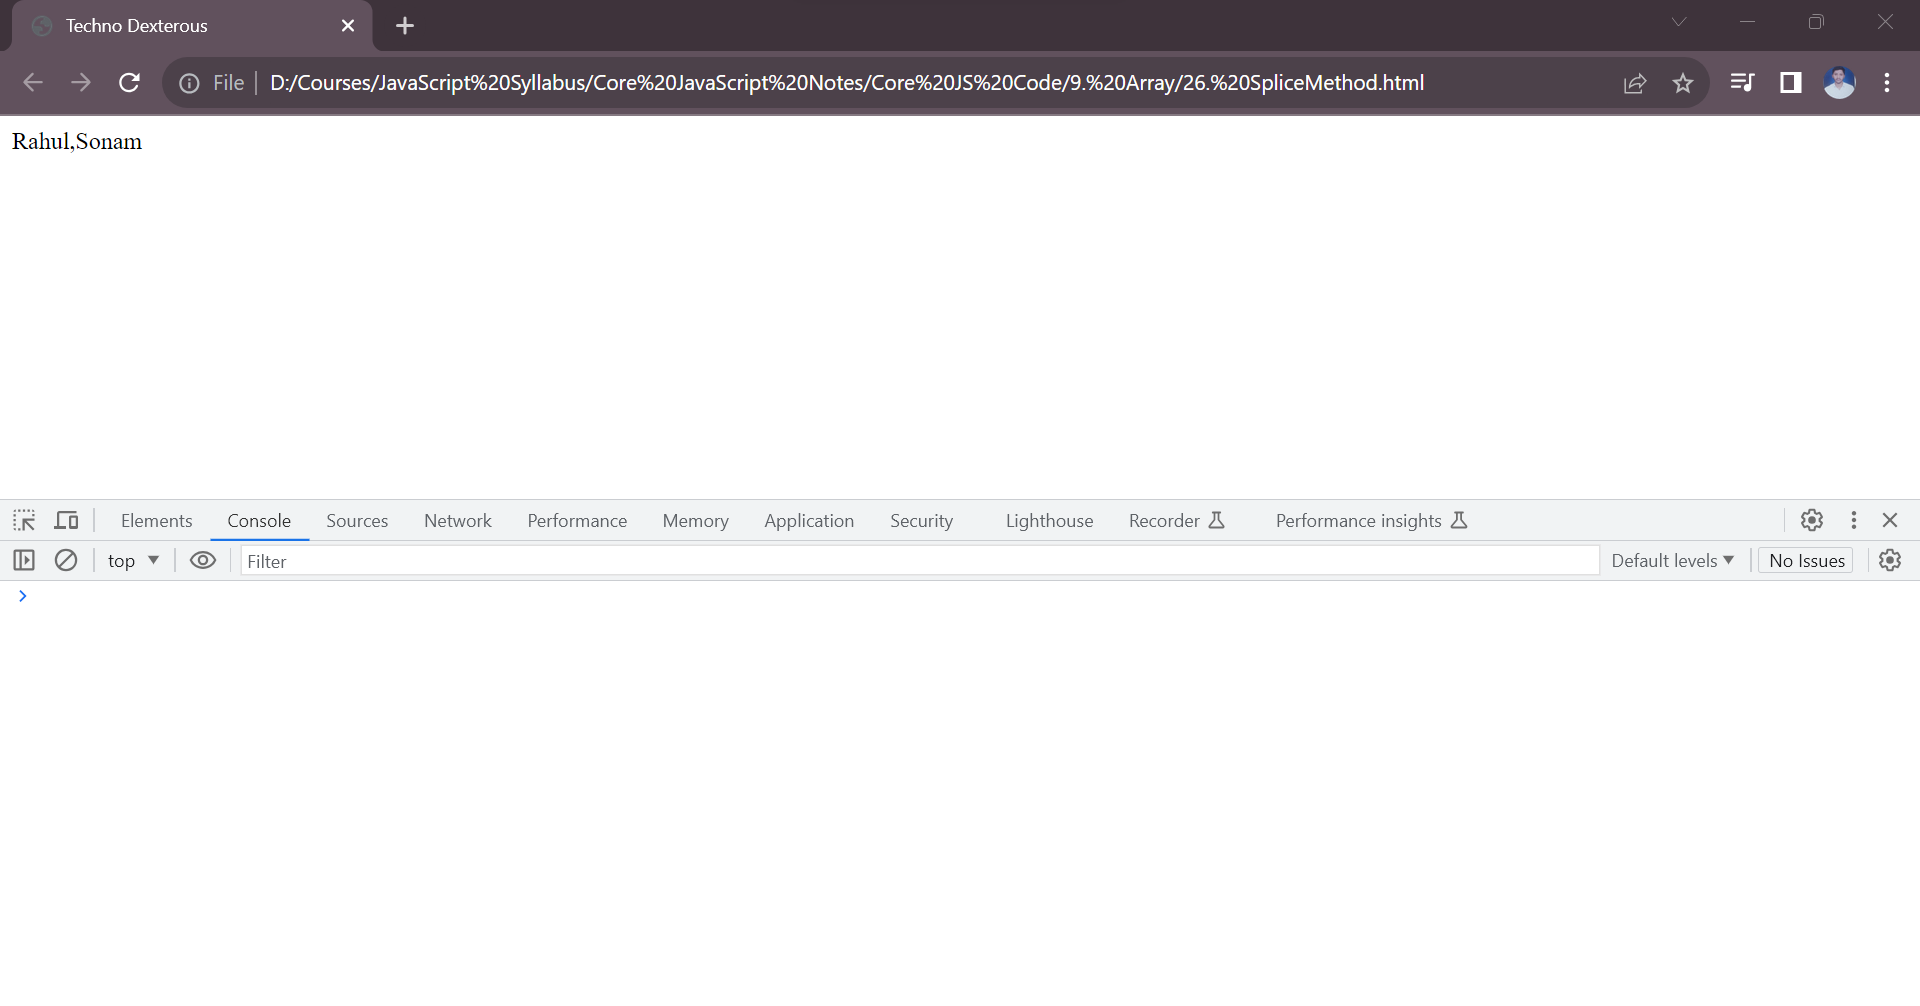 Techno Dexterous
File D:/Courses/JavaScript%20Syllabus/Core%20JavaScript%20Notes/Core%20JS%20Code/9.%20Array/26.%20SpliceMethod.html
Rahul,Sonam
Elements Console Sources Network Performance Memory Application Security Lighthouse Recorder Performance insights
top Filter Default levels No Issues